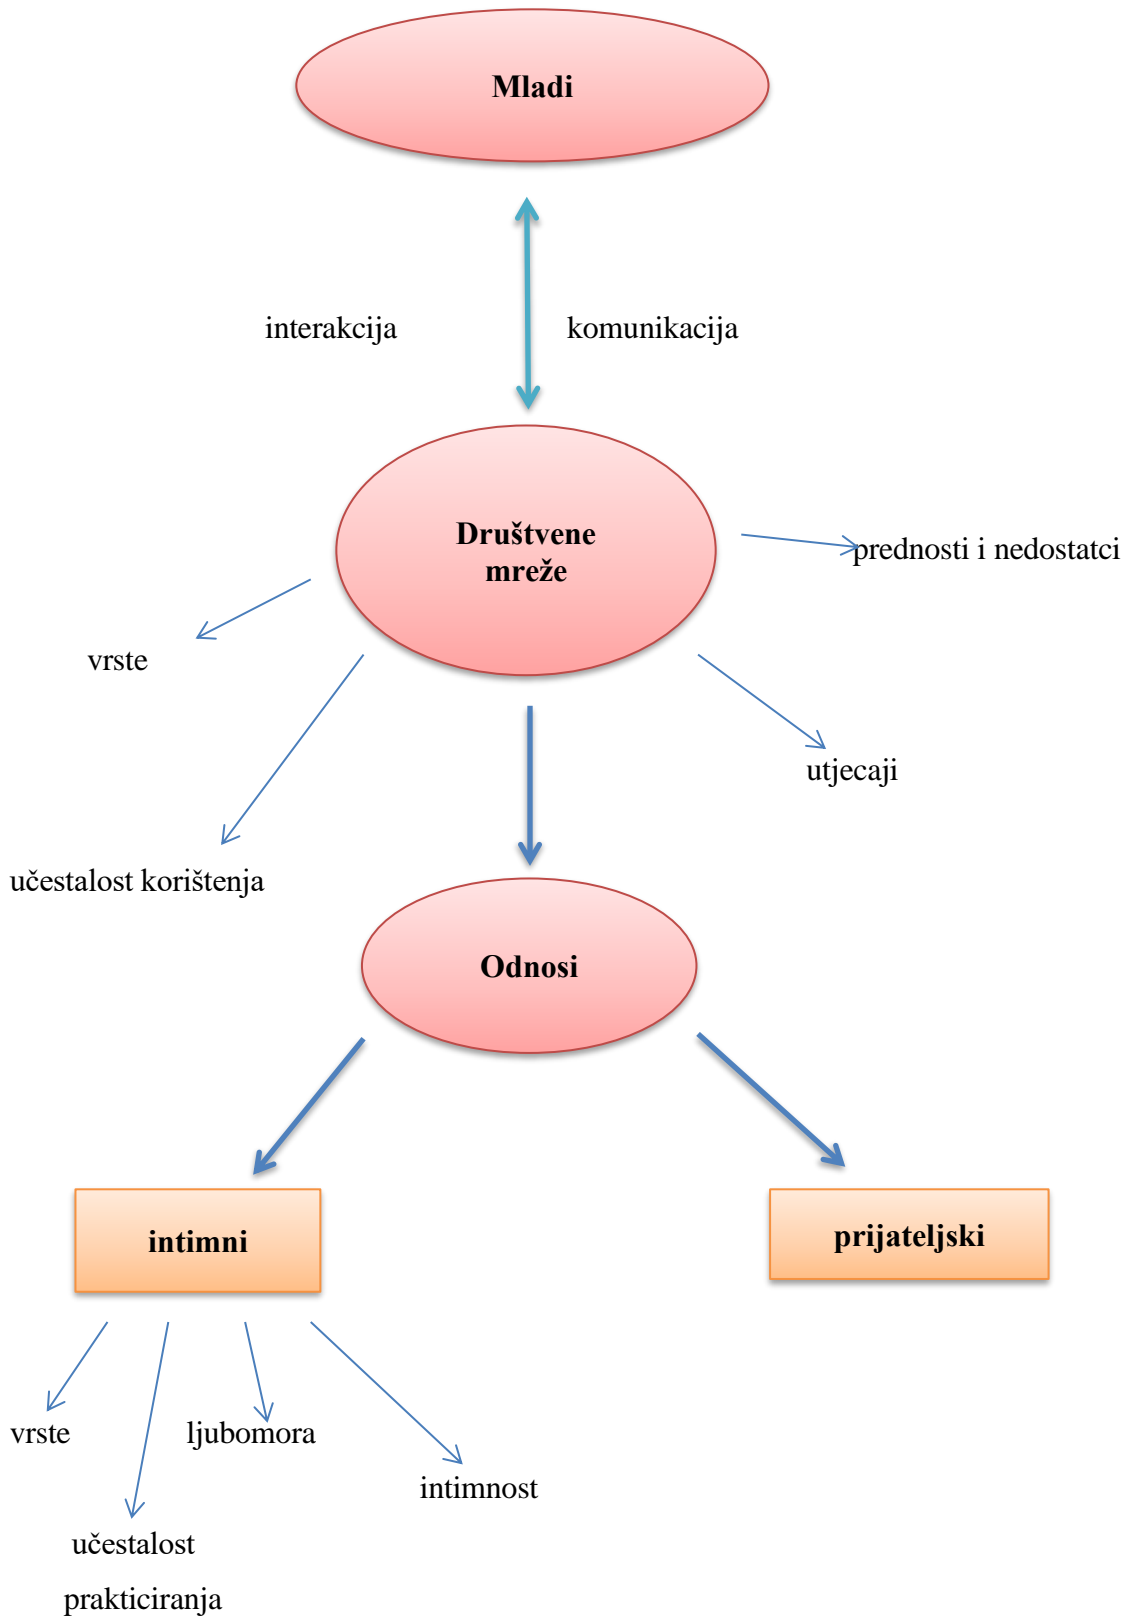 Mladi
interakcija
komunikacija
Društvene
mreže
prednosti i nedostatci
vrste
utjecaji
učestalost korištenja
Odnosi
intimni
prijateljski
vrste
ljubomora
intimnost
učestalost
prakticiranja